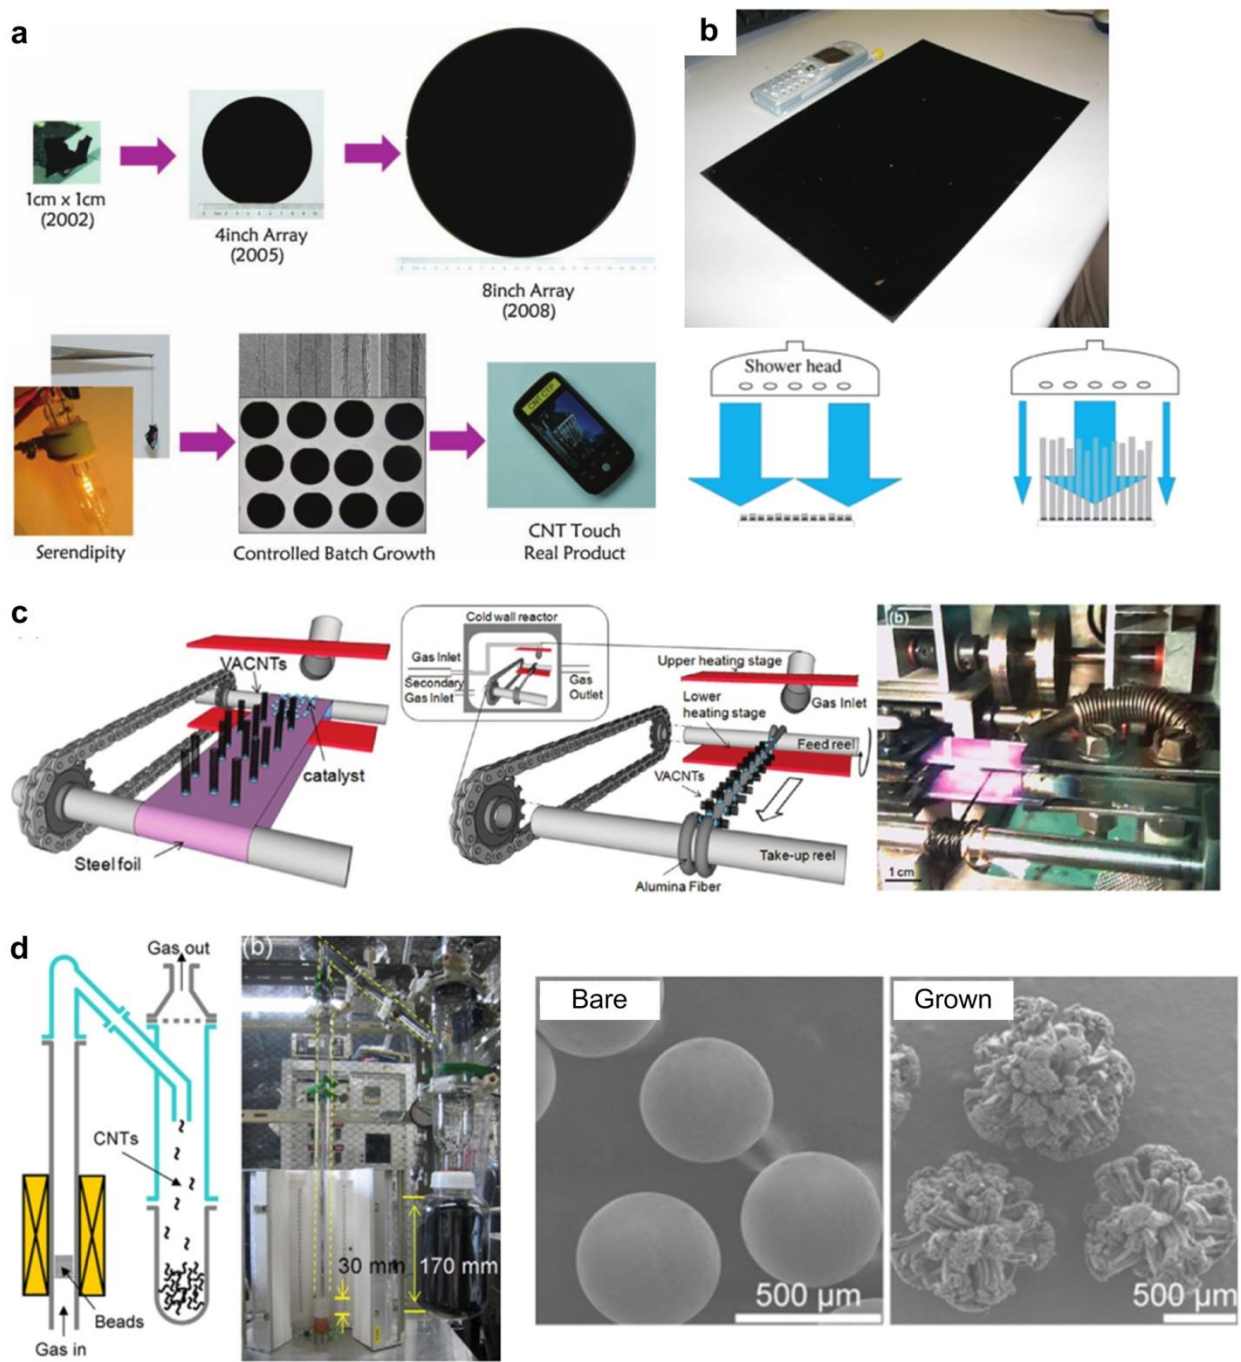 a
1cm x 1cm
(2002)
4inch Array
(2005)
8inch Array
(2008)
Serendipity
Controlled Batch Growth
CNT CTP
CNT Touch
Real Product
b
Shower head
c
VACNTs
catalyst
Steel foil
Cold wall reactor
Gas Inlet
Secondary
Gas Inlet
Gas
Outlet
Upper heating stage
Gas Inlet
Lower
heating stage
Feed reel
VACNTs
Take-up reel
Alumina Fiber
(b)
1 cm
d
Gas out
CNTs
Beads
Gas in
(b)
30 mm
170 mm
Bare
500 μm
Grown
500 μm